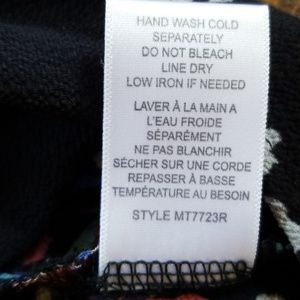 HAND WASH COLD
SEPARATELY
DO NOT BLEACH
LINE DRY
LOW IRON IF NEEDED
LAVER À LA MAIN A
L'EAU FROIDE
SÉPARÉMENT
NE PAS BLANCHIR
SÉCHER SUR UNE CORDE
REPASSER À BASSE
TEMPÉRATURE AU BESOIN
STYLE MT7723R